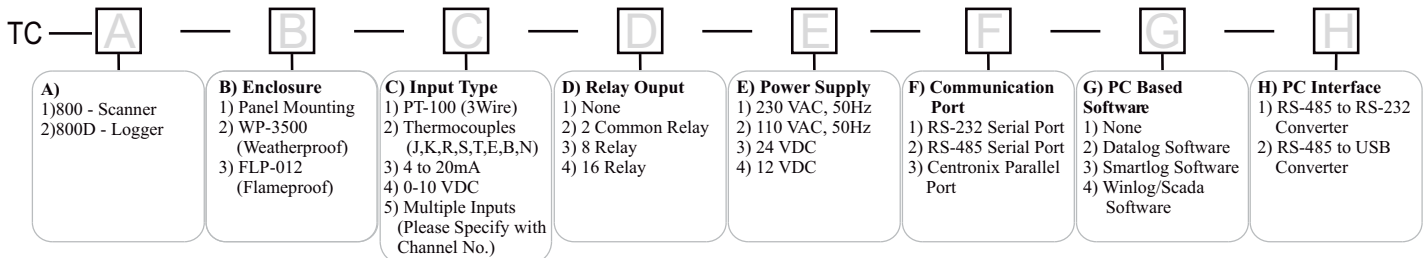 TC A B C D E F G H
A)
1)800 - Scanner
2)800D - Logger
B) Enclosure
1) Panel Mounting
2) WP-3500
(Weatherproof)
3) FLP-012
(Flameproof)
C) Input Type
1) PT-100 (3Wire)
2) Thermocouples
(J,K,R,S,T,E,B,N)
3) 4 to 20mA
4) 0-10 VDC
5) Multiple Inputs
(Please Specify with
Channel No.)
D) Relay Ouput
1) None
2) 2 Common Relay
3) 8 Relay
4) 16 Relay
E) Power Supply
1) 230 VAC, 50Hz
2) 110 VAC, 50Hz
3) 24 VDC
4) 12 VDC
F) Communication
Port
1) RS-232 Serial Port
2) RS-485 Serial Port
3) Centronix Parallel
Port
G) PC Based
Software
1) None
2) Datalog Software
3) Smartlog Software
4) Winlog/Scada
Software
H) PC Interface
1) RS-485 to RS-232
Converter
2) RS-485 to USB
Converter